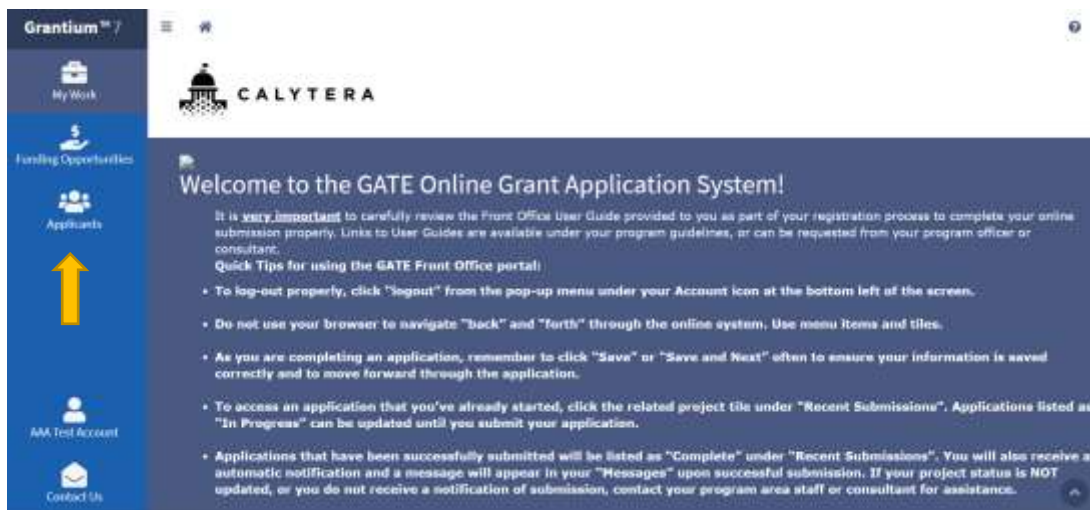 Grantium™ 7
My Work
Funding Opportunities
Applicants
AAA Test Account
Contact Us
CALYTERA
Welcome to the GATE Online Grant Application System!
It is very important to carefully review the Front Office User Guide provided to you as part of your registration process to complete your online
submission properly. Links to User Guides are available under your program guidelines, or can be requested from your program officer or
consultant.
Quick Tips for using the GATE Front Office portal:
• To log-out properly, click "logout" from the pop-up menu under your Account icon at the bottom left of the screen.
• Do not use your browser to navigate "back" and "forth" through the online system. Use menu items and tiles.
• As you are completing an application, remember to click "Save" or "Save and Next" often to ensure your information is saved
correctly and to move forward through the application.
• To access an application that you've already started, click the related project tile under "Recent Submissions". Applications listed as
"In Progress" can be updated until you submit your application.
• Applications that have been successfully submitted will be listed as "Complete" under "Recent Submissions". You will also receive a
automatic notification and a message will appear in your "Messages" upon successful submission. If your project status is NOT
updated, or you do not receive a notification of submission, contact your program area staff or consultant for assistance.